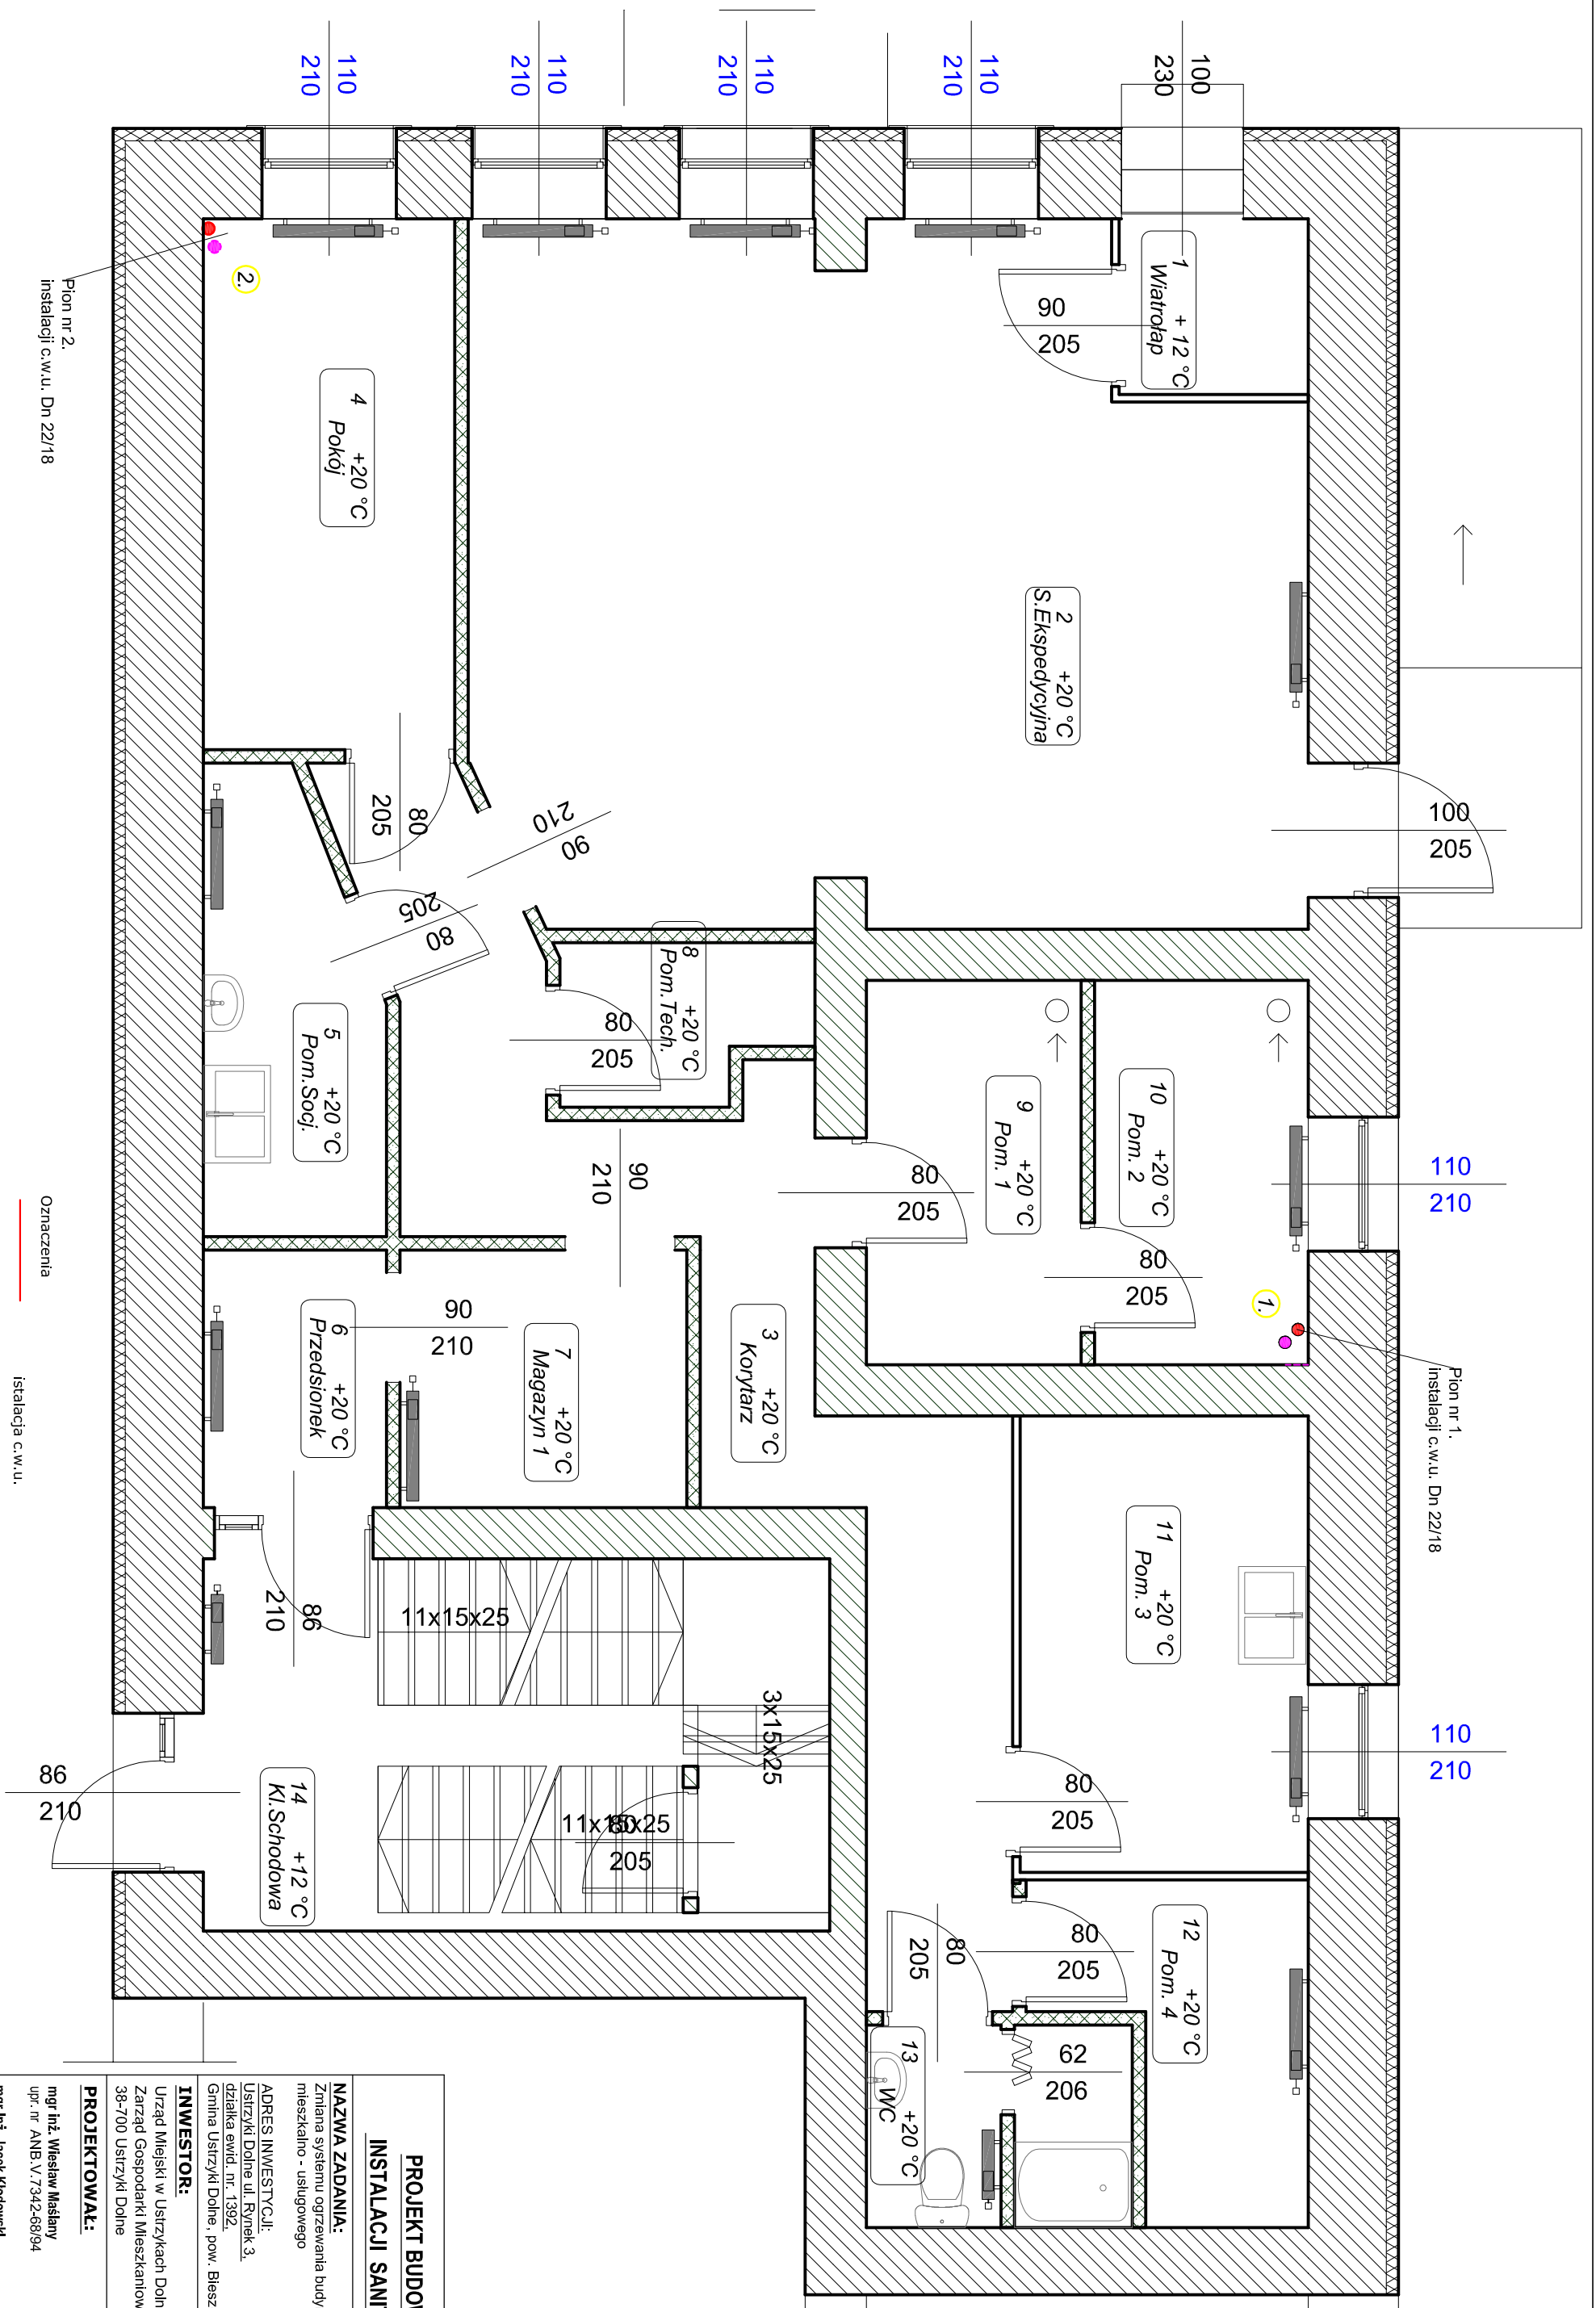 110
210
110
210
110
210
110
210
100
230
1 + 12 °C
Wiatrołap
90
205
2 +20 °C
S.Ekspedycyjna
100
205
4 +20 °C
Pokój
2.
Pion nr 2.
instalacji c.w.u. Dn 22/18
80
205
90
210
80
205
5 +20 °C
Pom.Socj.
8 +20 °C
Pom.Tech.
80
205
90
210
9 +20 °C
Pom. 1
10 +20 °C
Pom. 2
80
205
80
205
110
210
1.
Pion nr 1.
instalacji c.w.u. Dn 22/18
3 +20 °C
Korytarz
90
210
6 +20 °C
Przedsionek
7 +20 °C
Magazyn 1
86
210
11x15x25
3x15x25
11x15x25
80
205
11 +20 °C
Pom. 3
110
210
80
205
86
210
14 +12 °C
Kl.Schodowa
12 +20 °C
Pom. 4
80
205
80
205
62
206
13 +20 °C
WC
Oznaczenia
istalacja c.w.u.
PROJEKT BUDOW
INSTALACJI SANI
NAZWA ZADANIA:
Zmiana systemu ogrzewania budy
mieszkalno - usługowego
ADRES INWESTYCJI:
Ustrzyki Dolne ul. Rynek 3,
działka ewid. nr. 1392,
Gmina Ustrzyki Dolne, pow. Biesz
INWESTOR:
Urząd Miejski w Ustrzykach Doln
Zarząd Gospodarki Mieszkaniow
38-700 Ustrzyki Dolne
PROJEKTOWAŁ:
mgr inż. Wiesław Maślany
upr. nr ANB.V.7342-68/94